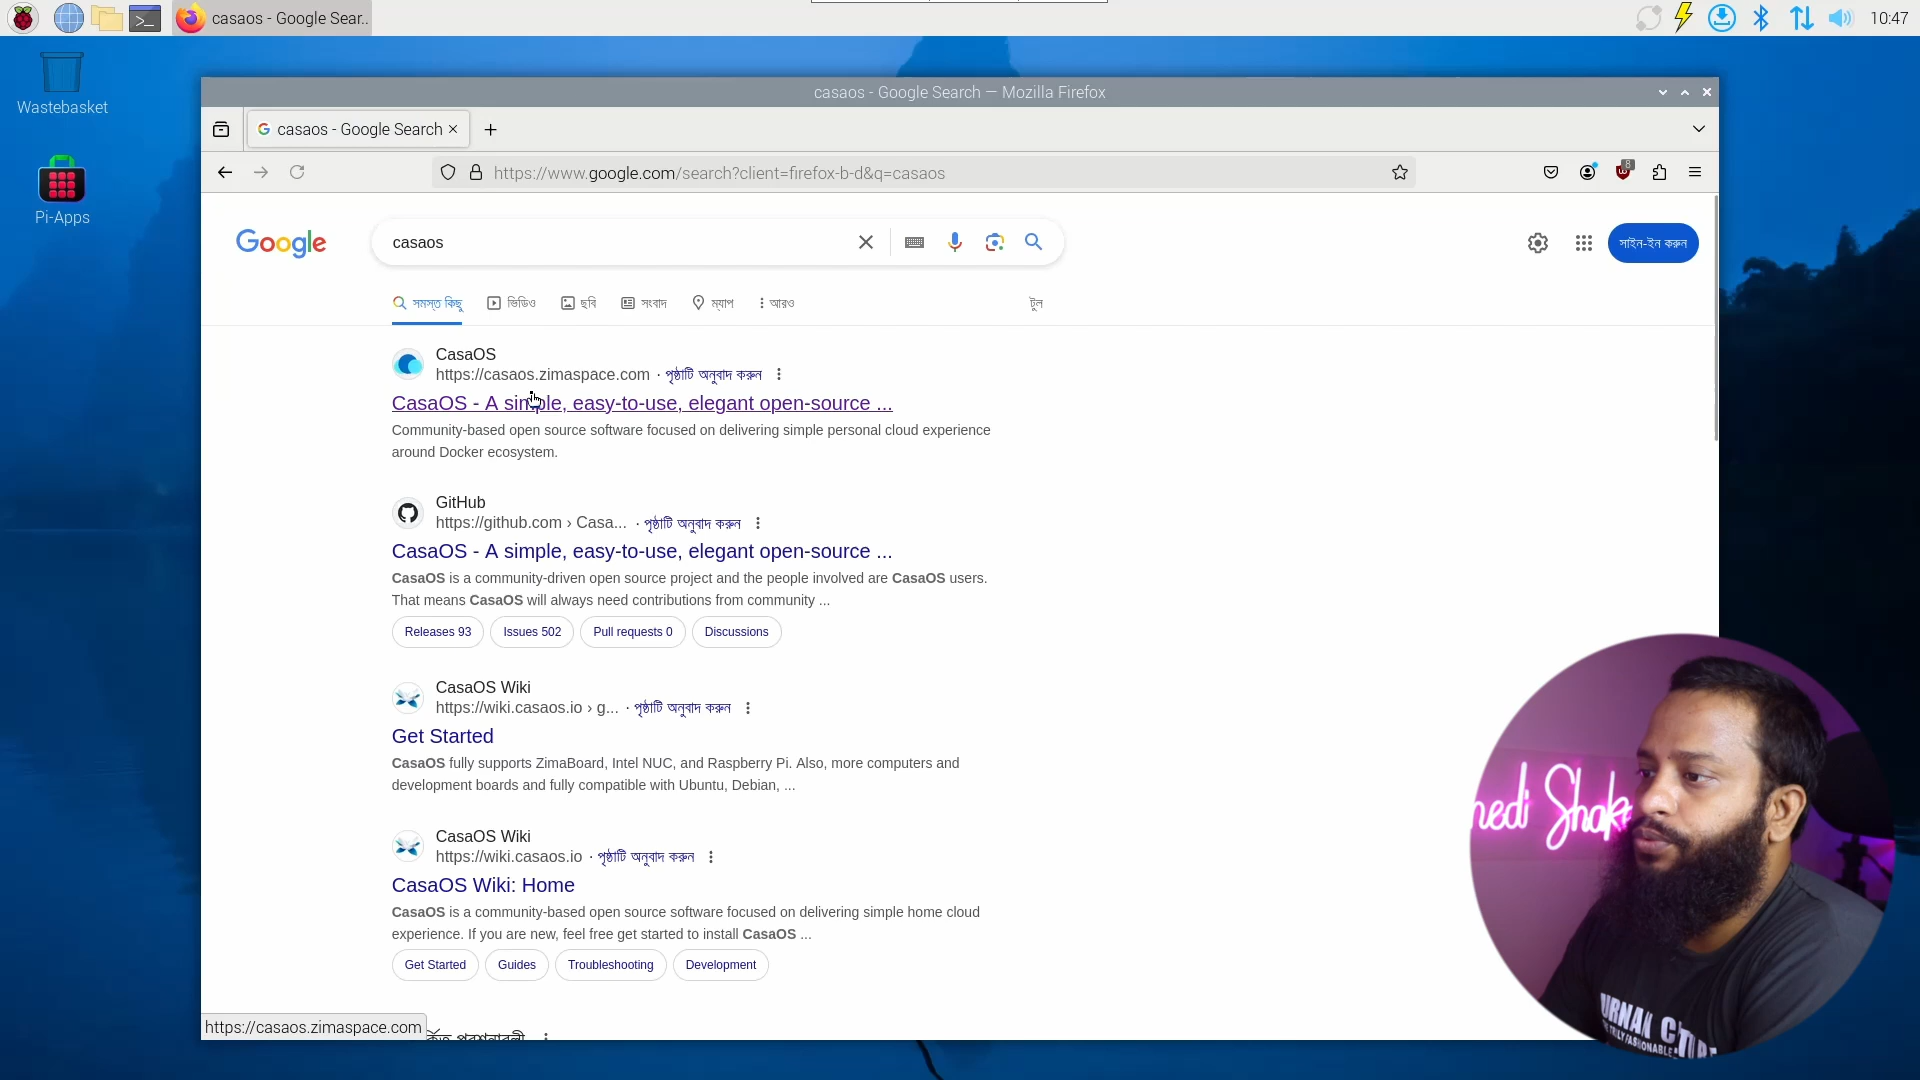 casaos - Google Sear..
10:47
Wastebasket
Pi-Apps
casaos - Google Search — Mozilla Firefox
casaos - Google Search
https://www.google.com/search?client=firefox-b-d&q=casaos
8
Google
casaos
সাইন-ইন করুন
সমস্ত কিছু
ভিডিও
ছবি
সংবাদ
ম্যাপ
আরও
টুল
CasaOS
https://casaos.zimaspace.com · পৃষ্ঠাটি অনুবাদ করুন
CasaOS - A simple, easy-to-use, elegant open-source ...
Community-based open source software focused on delivering simple personal cloud experience
around Docker ecosystem.
GitHub
https://github.com › Casa... · পৃষ্ঠাটি অনুবাদ করুন
CasaOS - A simple, easy-to-use, elegant open-source ...
CasaOS is a community-driven open source project and the people involved are CasaOS users.
That means CasaOS will always need contributions from community ...
Releases 93
Issues 502
Pull requests 0
Discussions
CasaOS Wiki
https://wiki.casaos.io › g... · পৃষ্ঠাটি অনুবাদ করুন
Get Started
CasaOS fully supports ZimaBoard, Intel NUC, and Raspberry Pi. Also, more computers and
development boards and fully compatible with Ubuntu, Debian, ...
CasaOS Wiki
https://wiki.casaos.io · পৃষ্ঠাটি অনুবাদ করুন
CasaOS Wiki: Home
CasaOS is a community-based open source software focused on delivering simple home cloud
experience. If you are new, feel free get started to install CasaOS ...
Get Started
Guides
Troubleshooting
Development
https://casaos.zimaspace.com
nedi Shak